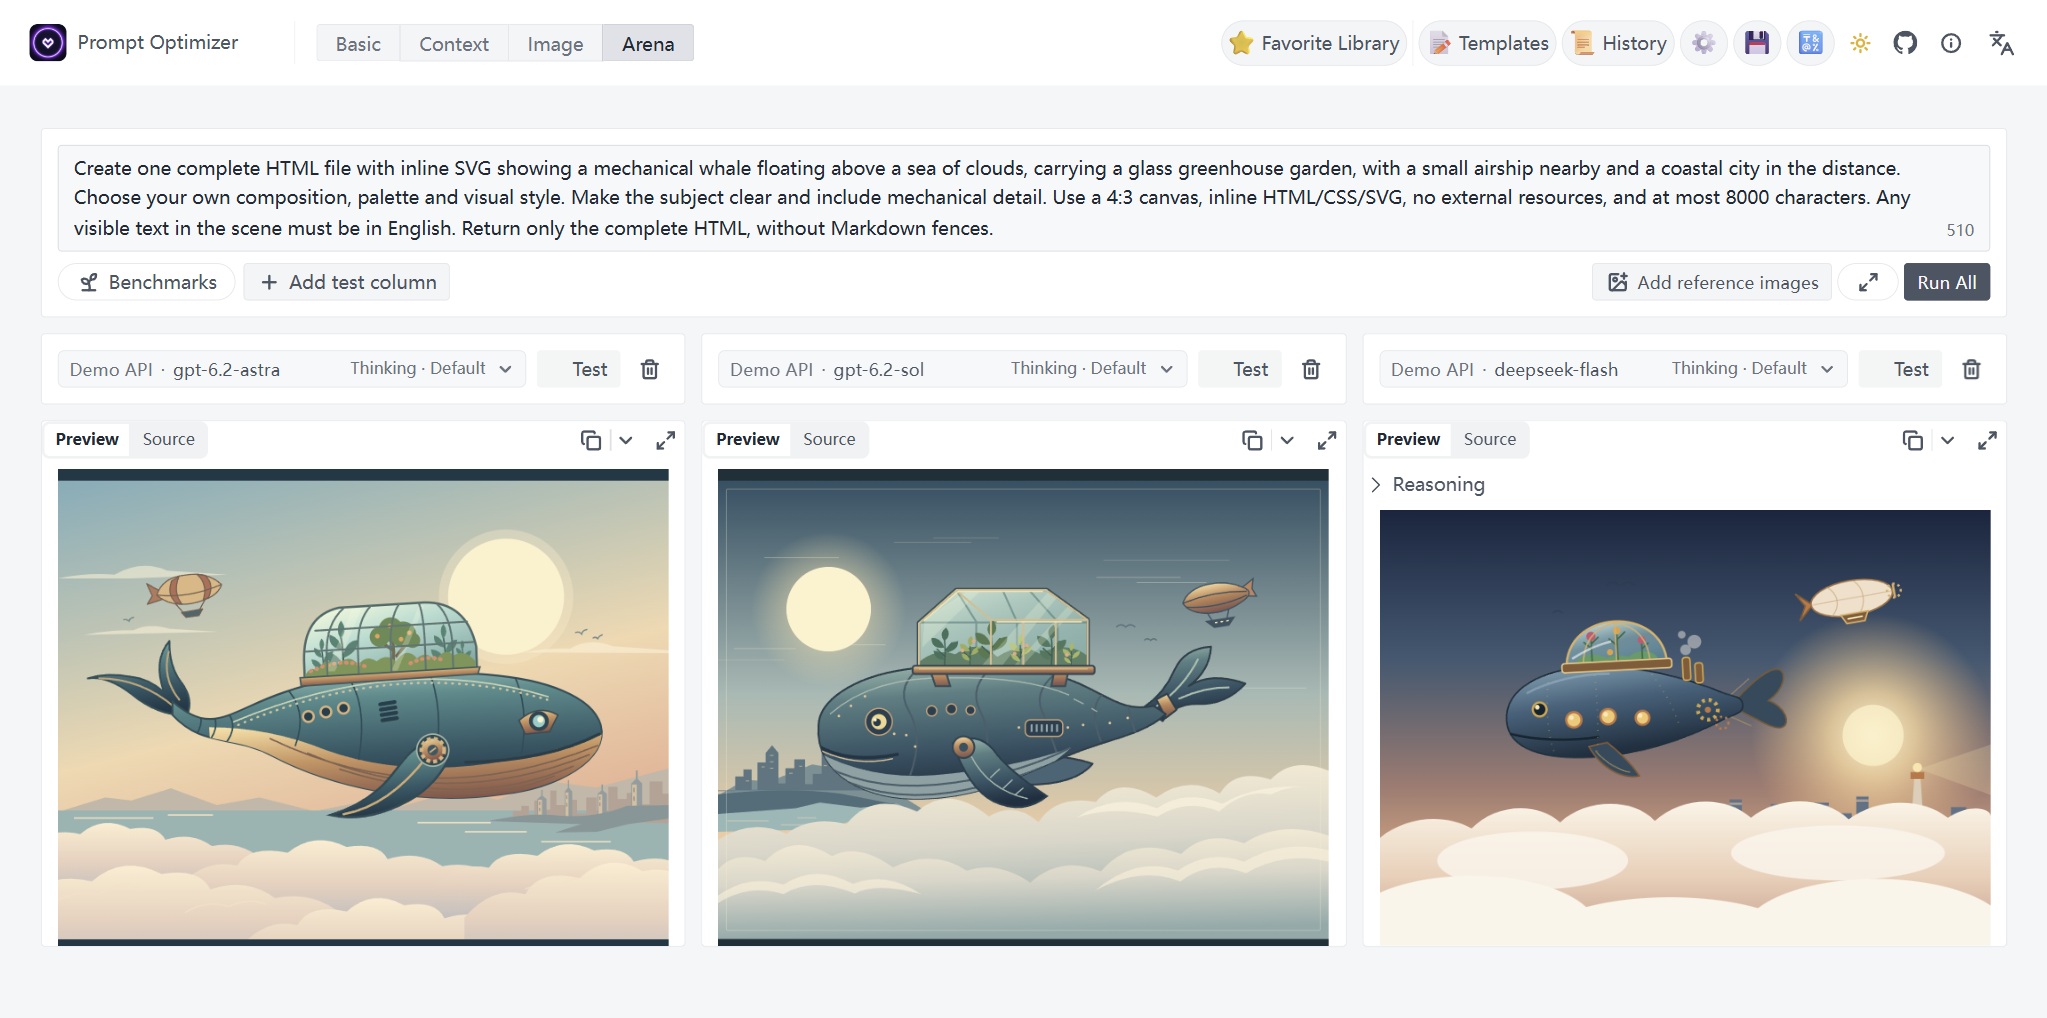 Prompt Optimizer
Basic
Context
Image
Arena
Favorite Library
Templates
History
Create one complete HTML file with inline SVG showing a mechanical whale floating above a sea of clouds, carrying a glass greenhouse garden, with a small airship nearby and a coastal city in the distance.
Choose your own composition, palette and visual style. Make the subject clear and include mechanical detail. Use a 4:3 canvas, inline HTML/CSS/SVG, no external resources, and at most 8000 characters. Any
visible text in the scene must be in English. Return only the complete HTML, without Markdown fences.
510
Benchmarks
Add test column
Add reference images
Run All
Demo API · gpt-6.2-astra
Thinking · Default
Test
Demo API · gpt-6.2-sol
Thinking · Default
Test
Demo API · deepseek-flash
Thinking · Default
Test
Preview
Source
Preview
Source
Preview
Source
Reasoning